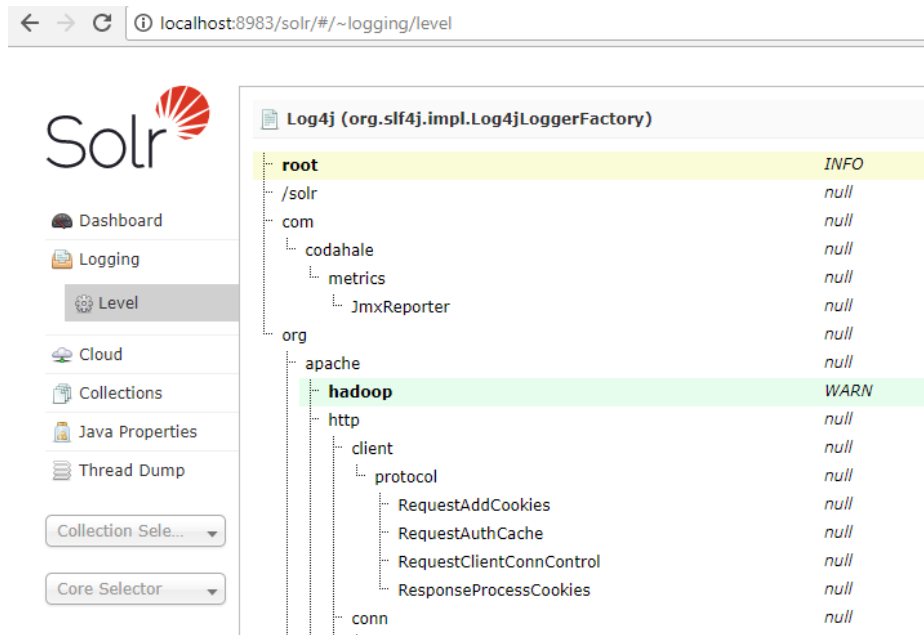 localhost:8983/solr/#/~logging/level
Solr
Dashboard
Logging
Level
Cloud
Collections
Java Properties
Thread Dump
Collection Sele...
Core Selector
Log4j (org.slf4j.impl.Log4jLoggerFactory)
root INFO
/solr null
com null
codahale null
metrics null
JmxReporter null
org null
apache null
hadoop WARN
http null
client null
protocol null
RequestAddCookies null
RequestAuthCache null
RequestClientConnControl null
ResponseProcessCookies null
conn null